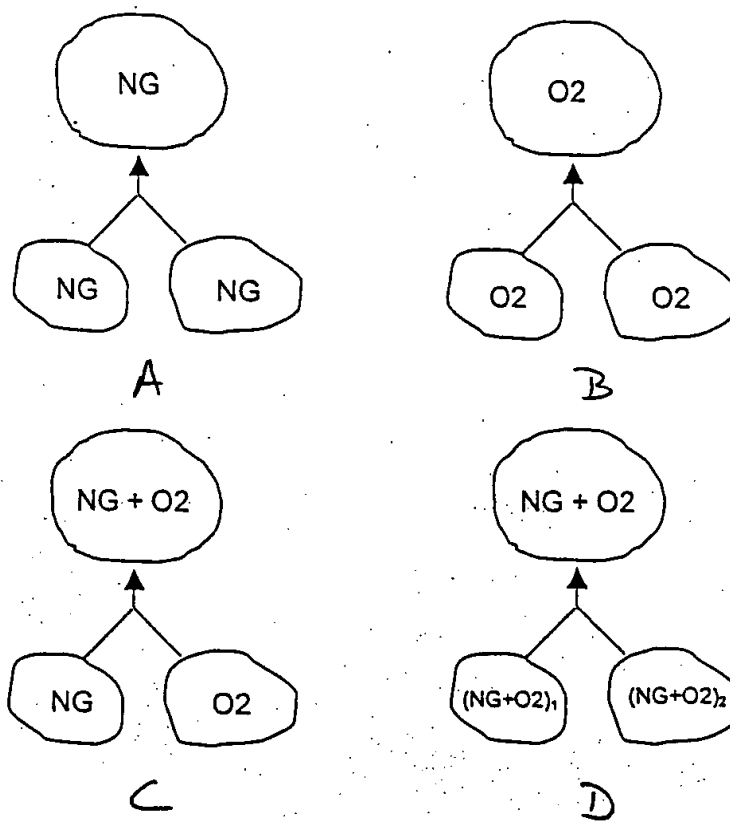 NG
O2
NG NG
O2 O2
A
B
NG + O2
NG + O2
NG O2
(NG+O2)₁ (NG+O2)₂
C
D